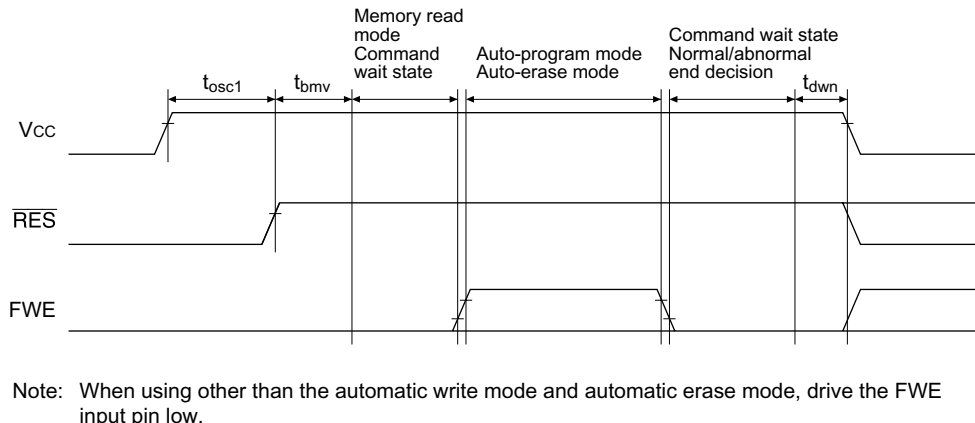 Memory read
mode
Command
wait state
Auto-program mode
Auto-erase mode
Command wait state
Normal/abnormal
end decision
tosc1
tbmv
tdwn
VCC
RES
FWE
Note: When using other than the automatic write mode and automatic erase mode, drive the FWE
input pin low.